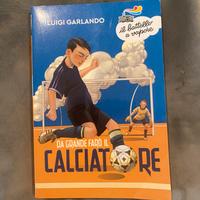 LUIGI GARLANDO
il battello
a vapore
DA GRANDE FARÒ IL
CALCIATORE